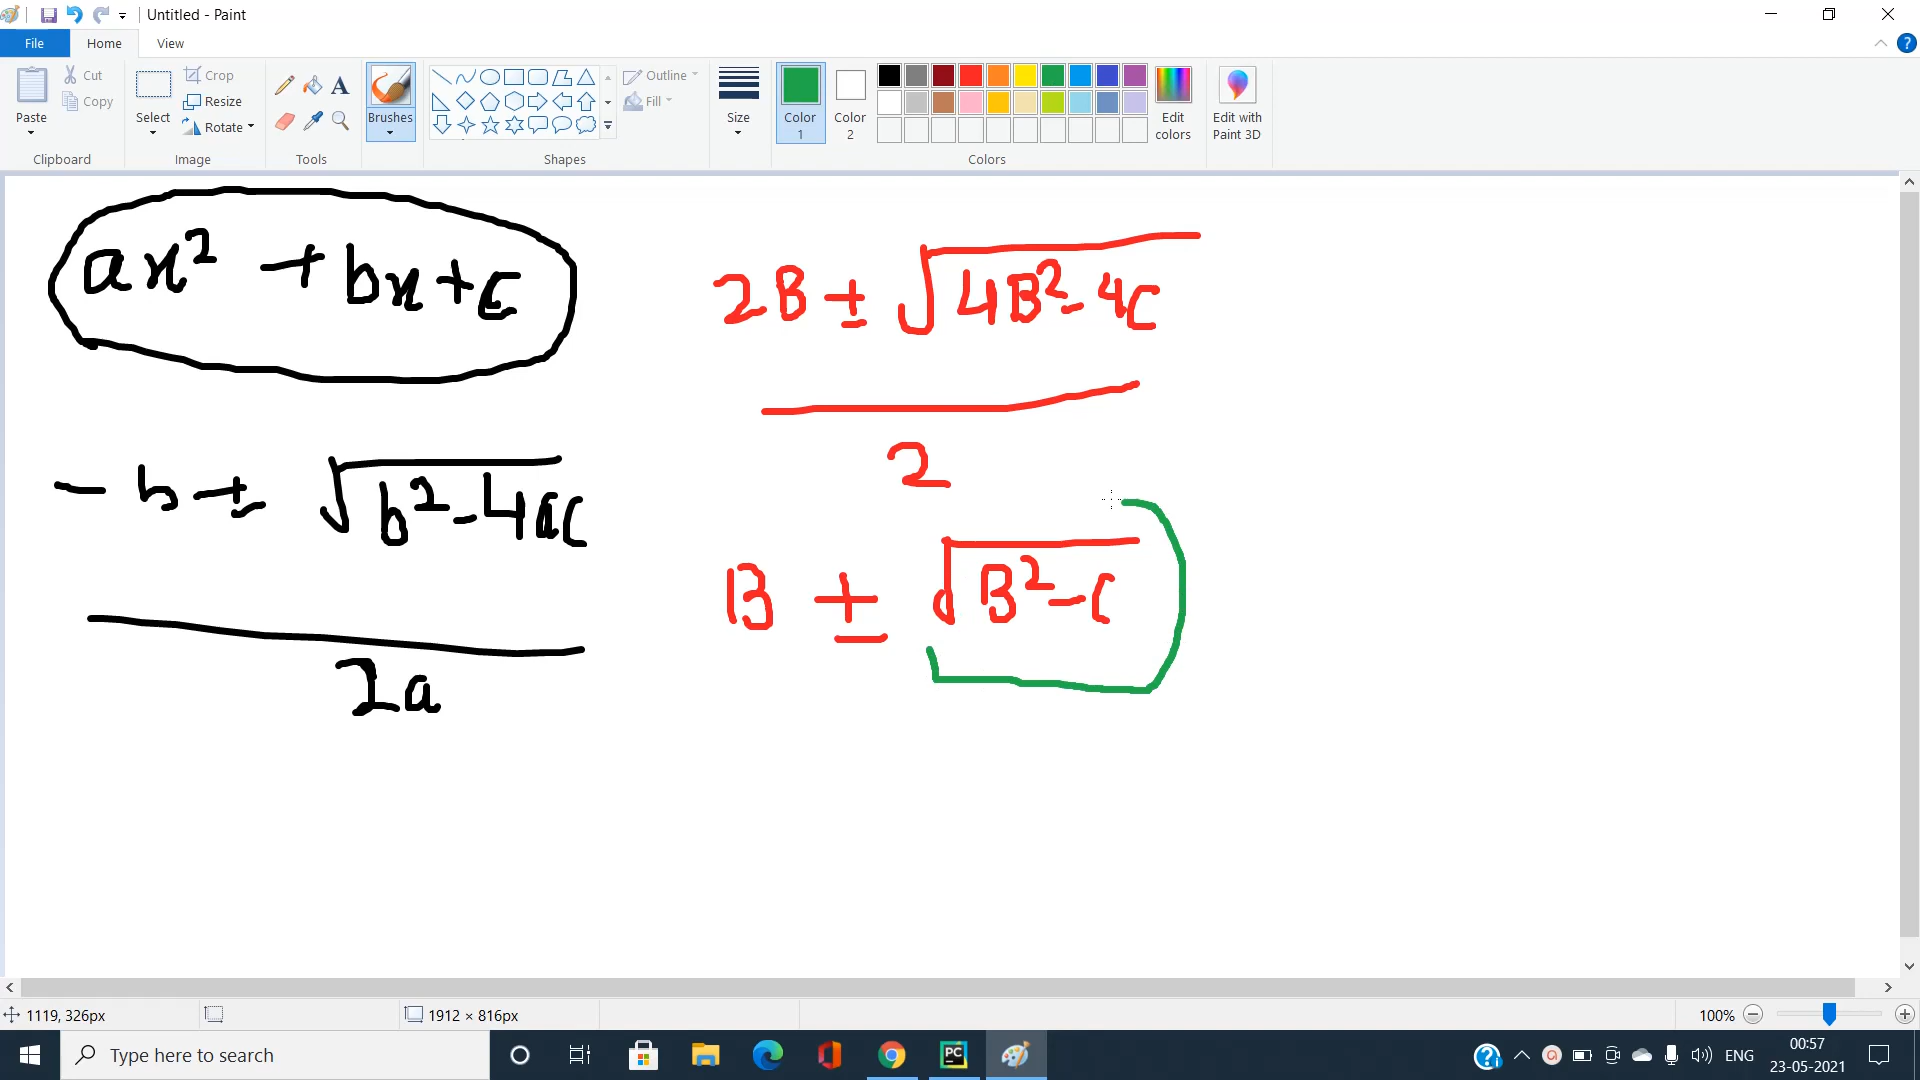 Untitled - Paint
File Home View
Paste
Cut
Copy
Clipboard
Select
Crop
Resize
Rotate
Image
Tools
Brushes
Shapes
Outline
Fill
Size
Color 1
Color 2
Colors
Edit colors
Edit with Paint 3D
ax² + bx + c
- b ± √b² - 4ac
2a
2B ± √4B² - 4C
2
B ± √B² - C
1119, 326px
1912 × 816px
100%
Type here to search
PC
ENG
00:57
23-05-2021